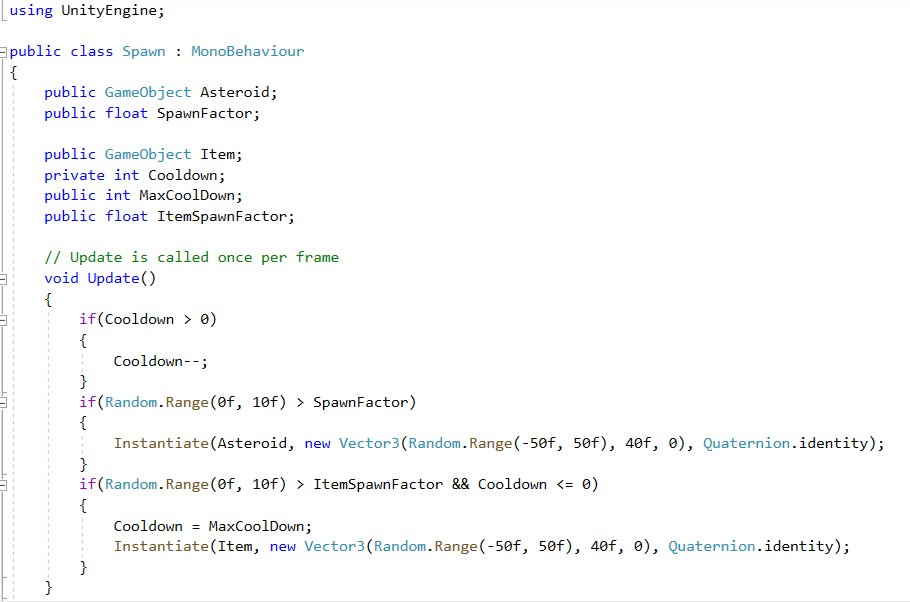 using UnityEngine;
public class Spawn : MonoBehaviour
{
public GameObject Asteroid;
public float SpawnFactor;
public GameObject Item;
private int Cooldown;
public int MaxCoolDown;
public float ItemSpawnFactor;
// Update is called once per frame
void Update()
{
if(Cooldown > 0)
{
Cooldown--;
}
if(Random.Range(0f, 10f) > SpawnFactor)
{
Instantiate(Asteroid, new Vector3(Random.Range(-50f, 50f), 40f, 0), Quaternion.identity);
}
if(Random.Range(0f, 10f) > ItemSpawnFactor && Cooldown <= 0)
{
Cooldown = MaxCoolDown;
Instantiate(Item, new Vector3(Random.Range(-50f, 50f), 40f, 0), Quaternion.identity);
}
}